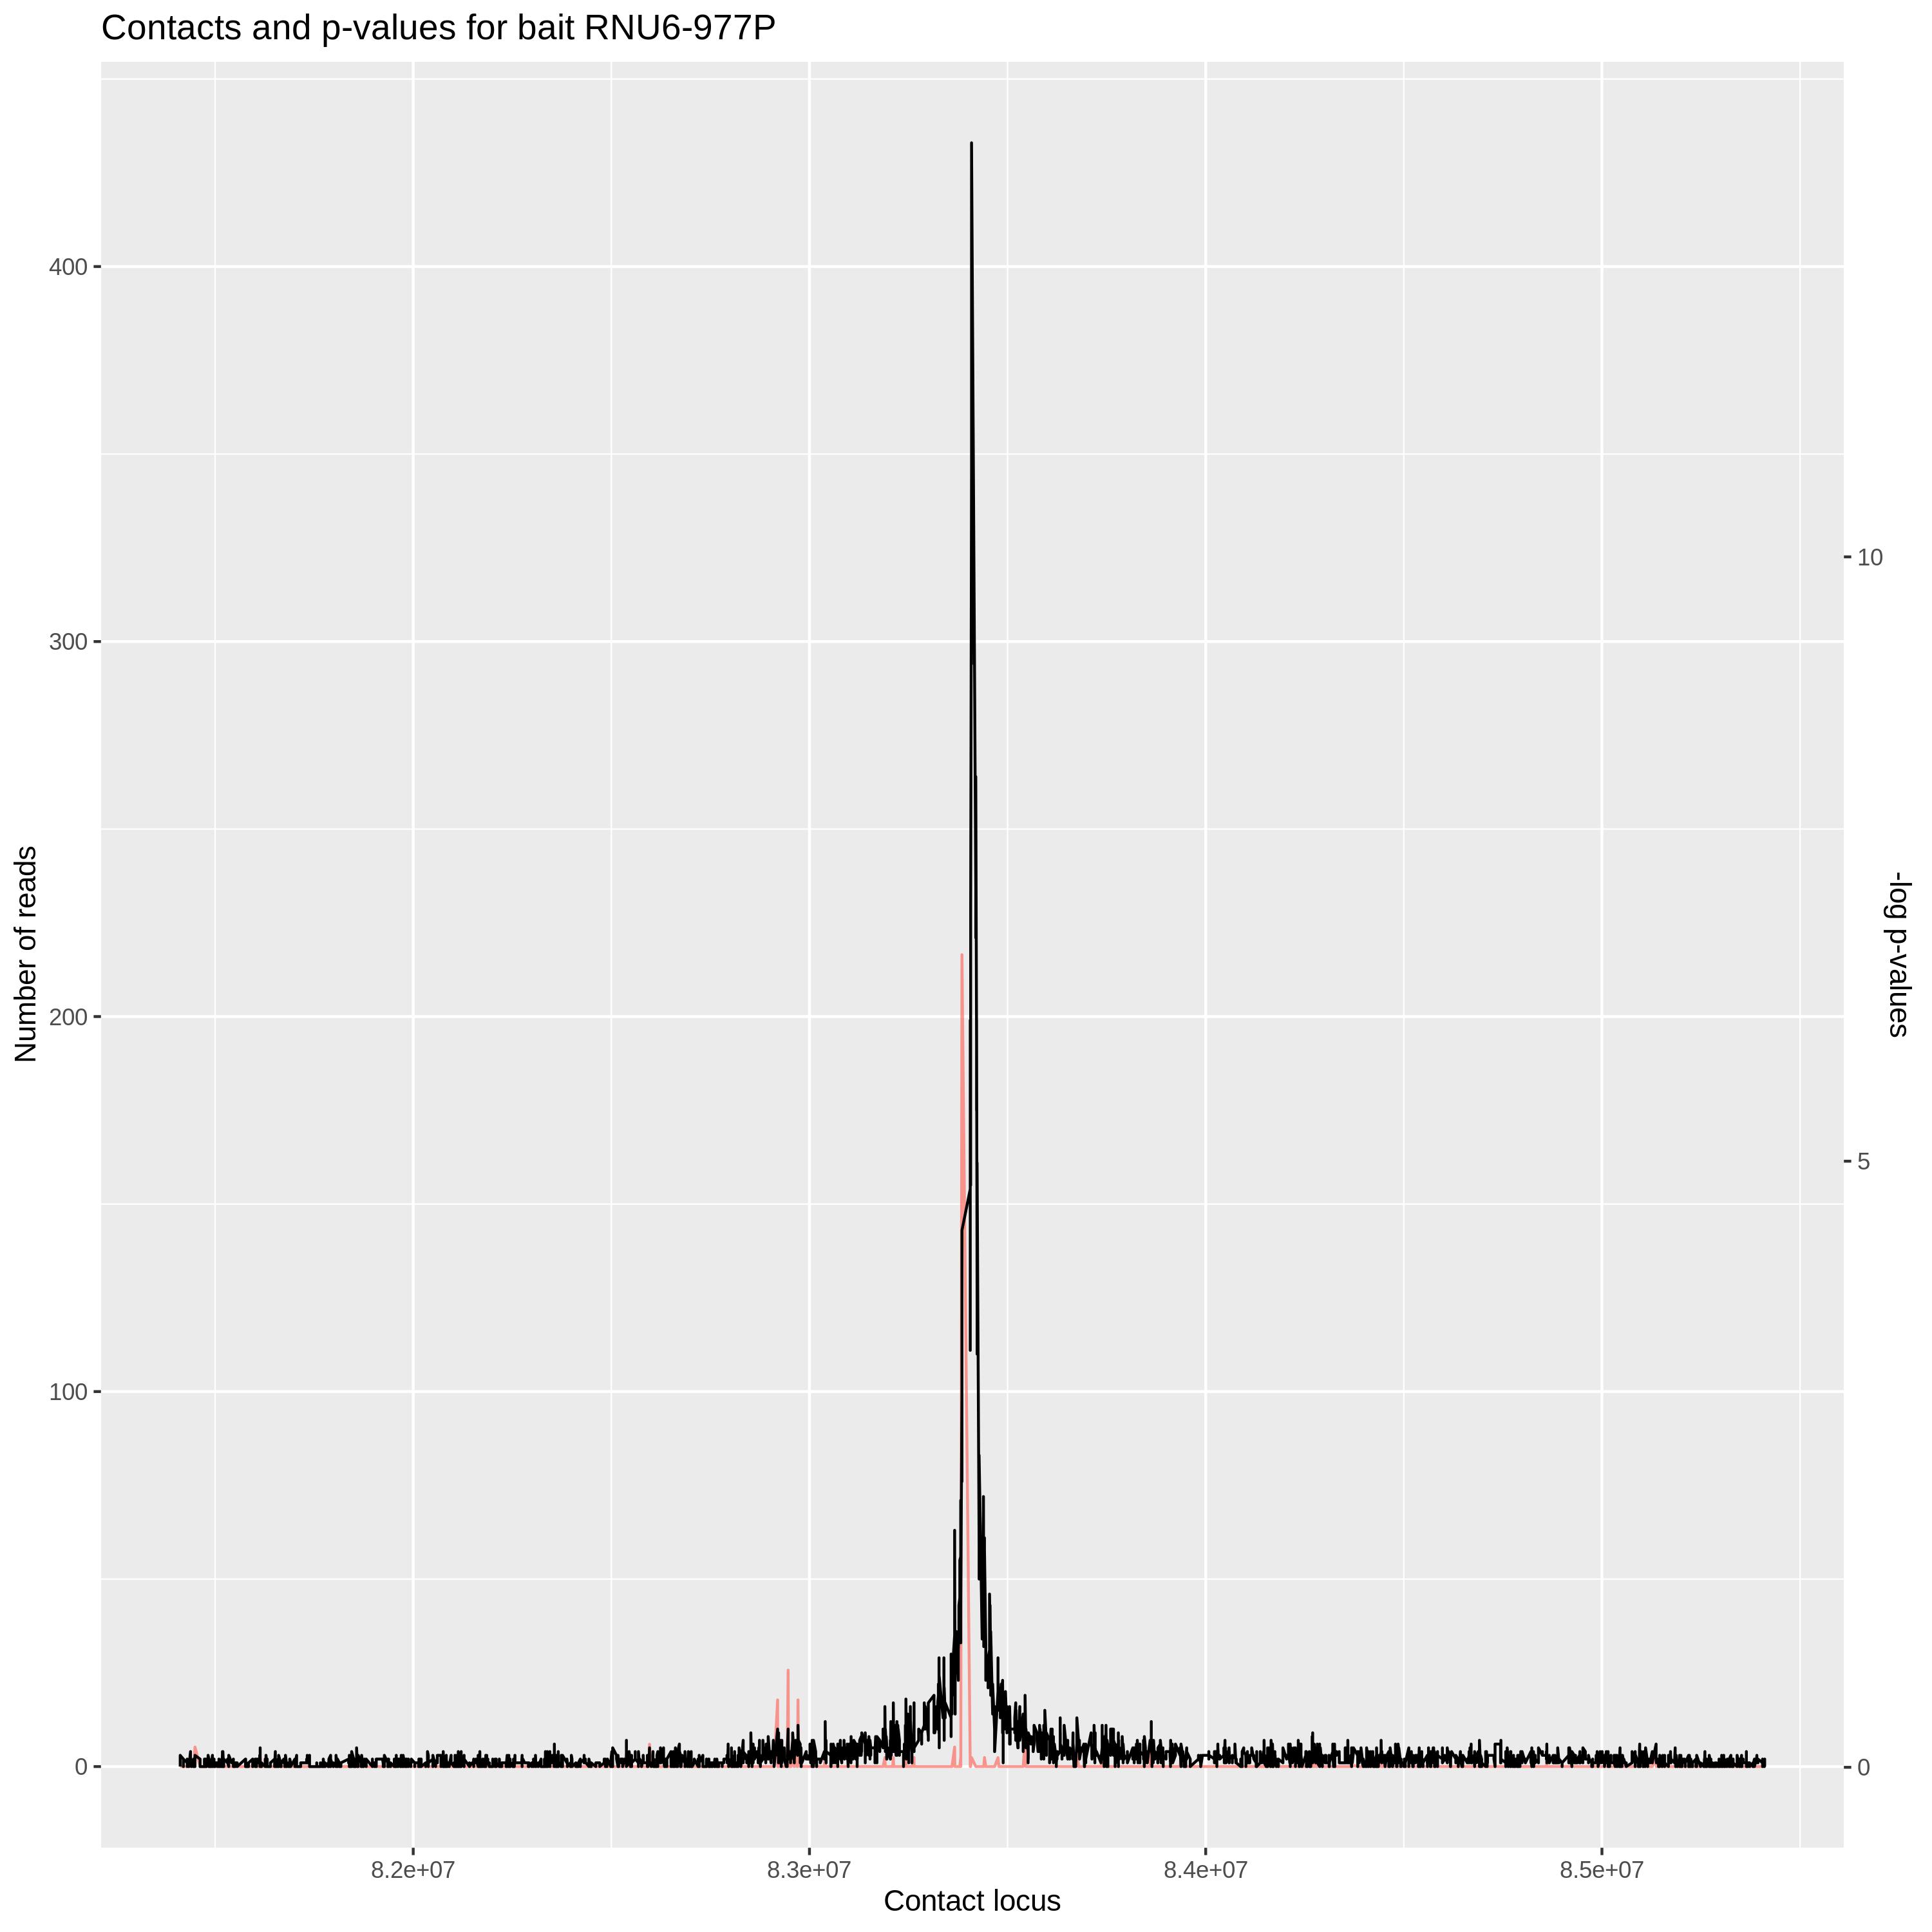 Contacts and p-values for bait RNU6-977P
400
300
200
100
0
Number of reads
10
5
0
-log p-values
8.2e+07
8.3e+07
8.4e+07
8.5e+07
Contact locus